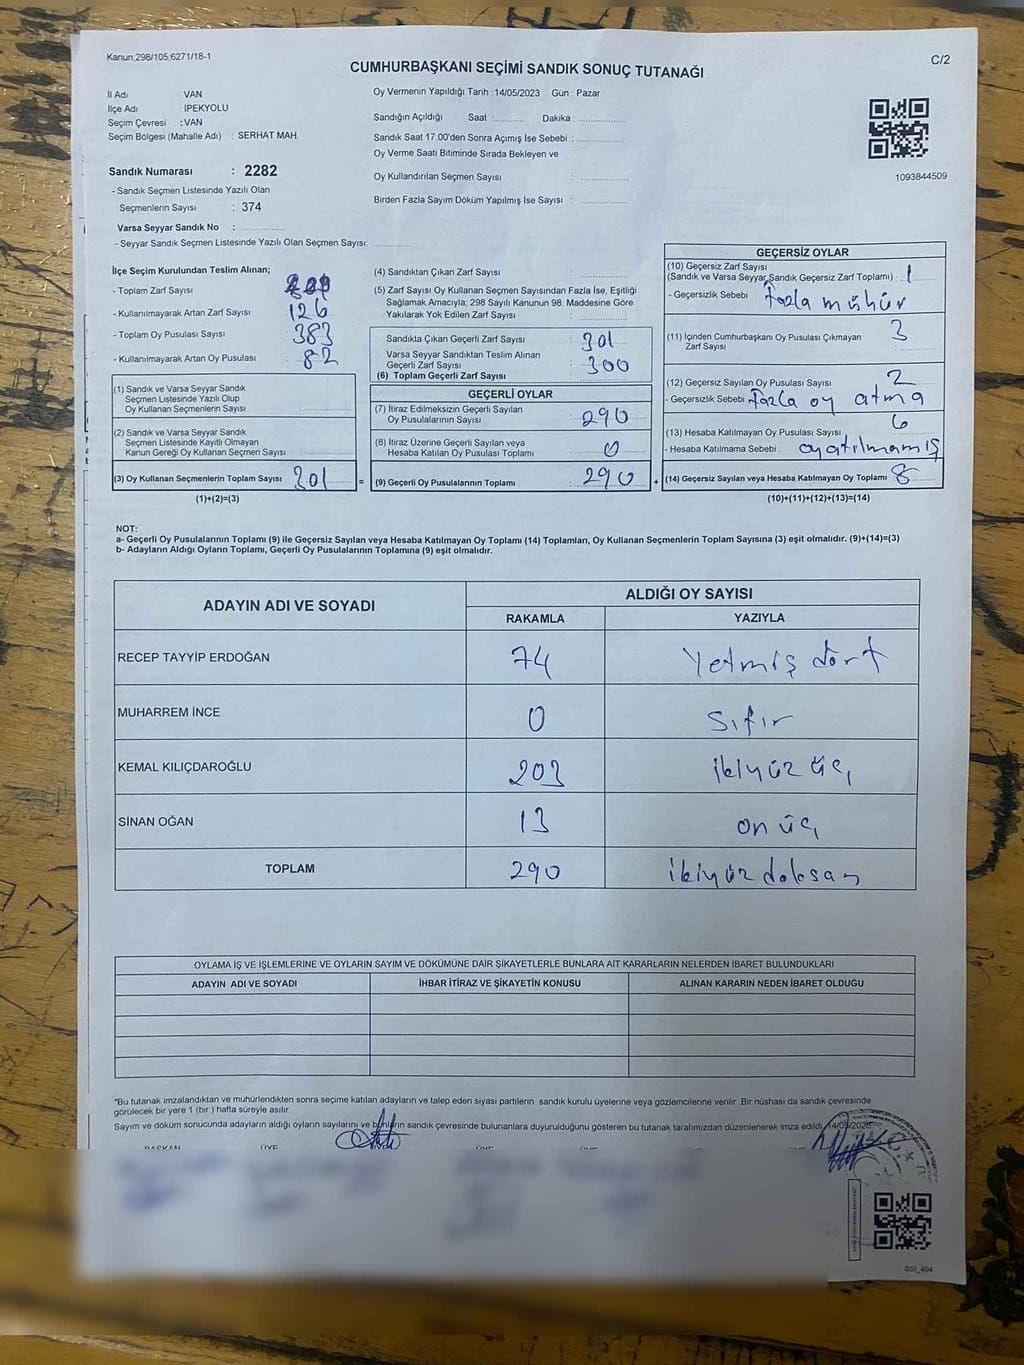 Kanun;298/105;6271/18-1
C/2
CUMHURBAŞKANI SEÇİMİ SANDIK SONUÇ TUTANAĞI
İl Adı VAN
İlçe Adı İPEKYOLU
Seçim Çevresi : VAN
Seçim Bölgesi (Mahalle Adı) : SERHAT MAH.
Sandık Numarası : 2282
- Sandık Seçmen Listesinde Yazılı Olan
Seçmenlerin Sayısı : 374
Varsa Seyyar Sandık No :
- Seyyar Sandık Seçmen Listesinde Yazılı Olan Seçmen Sayısı:
Oy Vermenin Yapıldığı Tarih :14/05/2023 Gün : Pazar
Sandığın Açıldığı Saat : Dakika :
Sandık Saat 17.00'den Sonra Açımış İse Sebebi :
Oy Verme Saati Bitiminde Sırada Bekleyen ve
Oy Kullandırılan Seçmen Sayısı :
Birden Fazla Sayım Döküm Yapılmış İse Sayısı :
1093844509
İlçe Seçim Kurulundan Teslim Alınan;
- Toplam Zarf Sayısı
- Kullanılmayarak Artan Zarf Sayısı : 126
- Toplam Oy Pusulası Sayısı 383
- Kullanılmayarak Artan Oy Pusulası : 82
(1) Sandık ve Varsa Seyyar Sandık
Seçmen Listesinde Yazılı Olup
Oy Kullanan Seçmenlerin Sayısı :
(2) Sandık ve Varsa Seyyar Sandık
Seçmen Listesinde Kayıtlı Olmayan
Kanun Gereği Oy Kullanan Seçmen Sayısı :
(3) Oy Kullanan Seçmenlerin Toplam Sayısı : 301
(1)+(2)=(3)
(4) Sandıktan Çıkan Zarf Sayısı :
(5) Zarf Sayısı Oy Kullanan Seçmen Sayısından Fazla İse, Eşitliği
Sağlamak Amacıyla; 298 Sayılı Kanunun 98. Maddesine Göre
Yakılarak Yok Edilen Zarf Sayısı :
Sandıkta Çıkan Geçerli Zarf Sayısı : 301
Varsa Seyyar Sandıktan Teslim Alınan
Geçerli Zarf Sayısı : 300
(6) Toplam Geçerli Zarf Sayısı :
GEÇERLİ OYLAR
(7) İtiraz Edilmeksizin Geçerli Sayılan
Oy Pusulalarının Sayısı : 290
(8) İtiraz Üzerine Geçerli Sayılan veya
Hesaba Katılan Oy Pusulası Toplamı : 0
= (9) Geçerli Oy Pusulalarının Toplamı : 290 +
GEÇERSİZ OYLAR
(10) Geçersiz Zarf Sayısı
(Sandık ve Varsa Seyyar Sandık Geçersiz Zarf Toplamı) : 1
- Geçersizlik Sebebi : Fazla mühür
(11) İçinden Cumhurbaşkanı Oy Pusulası Çıkmayan
Zarf Sayısı : 3
(12) Geçersiz Sayılan Oy Pusulası Sayısı : 2
- Geçersizlik Sebebi : Fazla oy atma
(13) Hesaba Katılmayan Oy Pusulası Sayısı : 6
- Hesaba Katılmama Sebebi : oy atılmamış
(14) Geçersiz Sayılan veya Hesaba Katılmayan Oy Toplamı : 8
(10)+(11)+(12)+(13)=(14)
NOT:
a- Geçerli Oy Pusulalarının Toplamı (9) ile Geçersiz Sayılan veya Hesaba Katılmayan Oy Toplamı (14) Toplamları, Oy Kullanan Seçmenlerin Toplam Sayısına (3) eşit olmalıdır. (9)+(14)=(3)
b- Adayların Aldığı Oyların Toplamı, Geçerli Oy Pusulalarının Toplamına (9) eşit olmalıdır.
ADAYIN ADI VE SOYADI
ALDIĞI OY SAYISI
RAKAMLA YAZIYLA
RECEP TAYYİP ERDOĞAN 74 Yetmiş dört
MUHARREM İNCE 0 Sıfır
KEMAL KILIÇDAROĞLU 203 ikiyüz üç
SİNAN OĞAN 13 on üç
TOPLAM 290 ikiyüz doksan
OYLAMA İŞ VE İŞLEMLERİNE VE OYLARIN SAYIM VE DÖKÜMÜNE DAİR ŞİKAYETLERLE BUNLARA AİT KARARLARIN NELERDEN İBARET BULUNDUKLARI
ADAYIN ADI VE SOYADI İHBAR İTİRAZ VE ŞİKAYETİN KONUSU ALINAN KARARIN NEDEN İBARET OLDUĞU
"Bu tutanak imzalandıktan ve mühürlendikten sonra seçime katılan adayların ve talep eden siyasi partilerin sandık kurulu üyelerine veya gözlemcilerine verilir .Bir nüshası da sandık çevresinde
görülecek bir yere 1 (bir ) hafta süreyle asılır.
Sayım ve döküm sonucunda adayların aldığı oyların sayılarını ve bunların sandık çevresinde bulunanlara duyurulduğunu gösteren bu tutanak tarafımızdan düzenlenerek imza edildi.14/05/2023
BAŞKAN ÜYE ÜYE ÜYE ÜYE
GSI_404